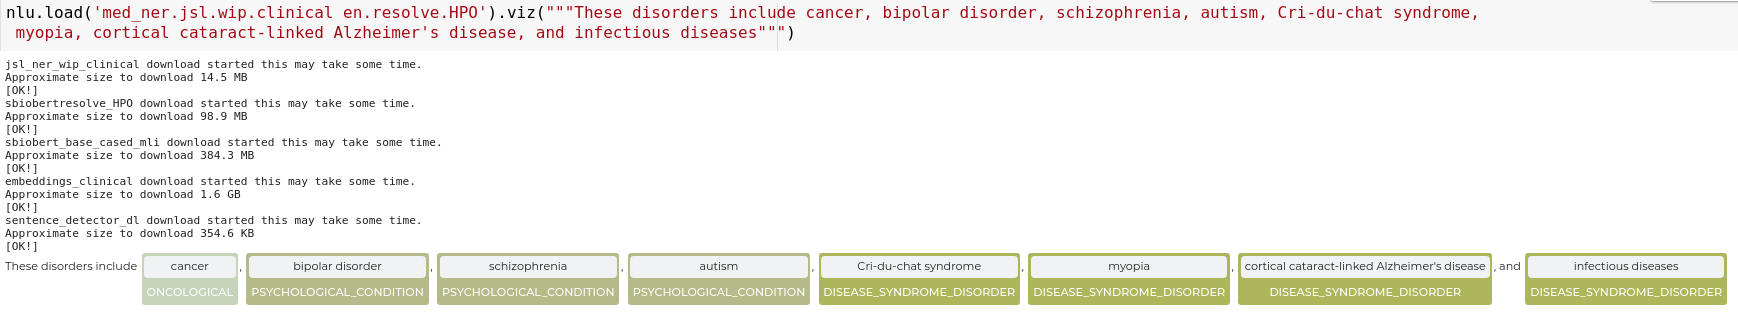 nlu.load('med_ner.jsl.wip.clinical en.resolve.HPO').viz("""These disorders include cancer, bipolar disorder, schizophrenia, autism, Cri-du-chat syndrome,
myopia, cortical cataract-linked Alzheimer's disease, and infectious diseases""")
jsl_ner_wip_clinical download started this may take some time.
Approximate size to download 14.5 MB
[OK!]
sbiobertresolve_HPO download started this may take some time.
Approximate size to download 98.9 MB
[OK!]
sbiobert_base_cased_mli download started this may take some time.
Approximate size to download 384.3 MB
[OK!]
embeddings_clinical download started this may take some time.
Approximate size to download 1.6 GB
[OK!]
sentence_detector_dl download started this may take some time.
Approximate size to download 354.6 KB
[OK!]
These disorders include cancer , bipolar disorder , schizophrenia , autism , Cri-du-chat syndrome , myopia , cortical cataract-linked Alzheimer's disease , and infectious diseases
ONCOLOGICAL PSYCHOLOGICAL_CONDITION PSYCHOLOGICAL_CONDITION PSYCHOLOGICAL_CONDITION DISEASE_SYNDROME_DISORDER DISEASE_SYNDROME_DISORDER DISEASE_SYNDROME_DISORDER DISEASE_SYNDROME_DISORDER